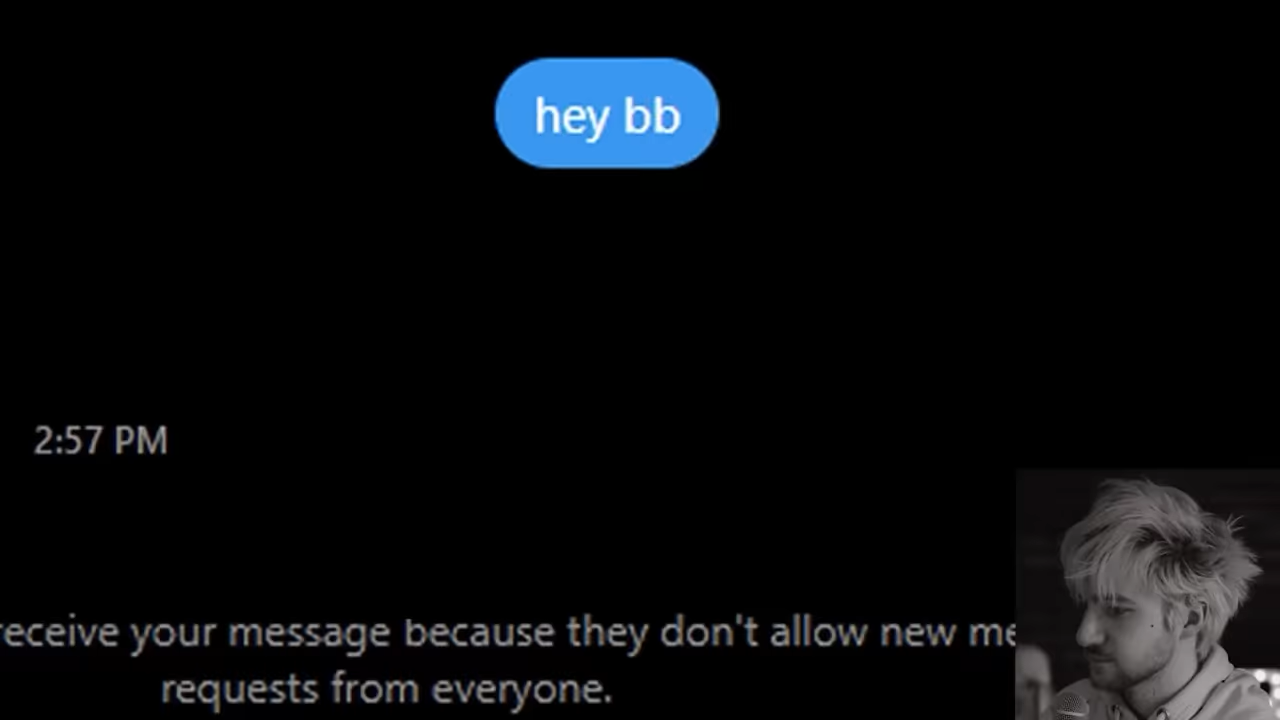 hey bb
2:57 PM
receive your message because they don't allow new me
requests from everyone.